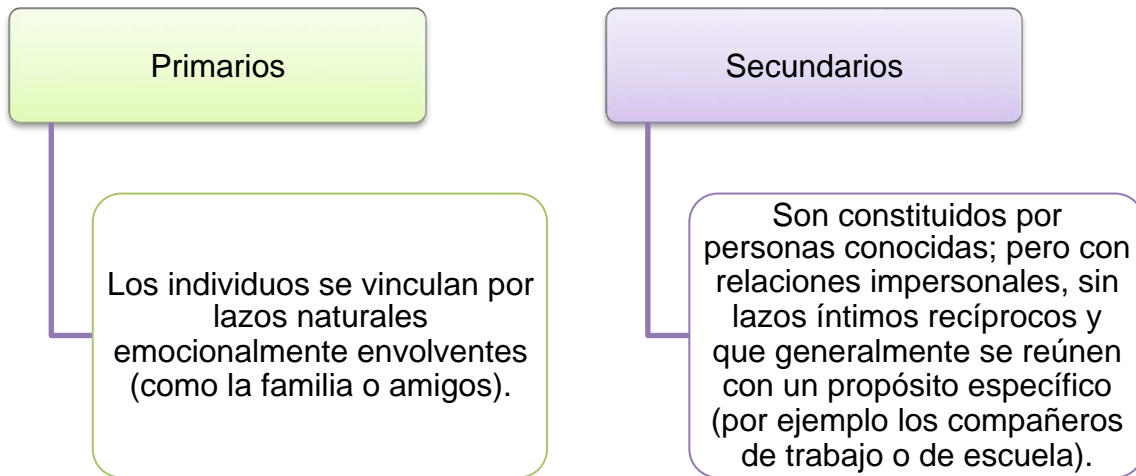 Primarios
Los individuos se vinculan por
lazos naturales
emocionalmente envolventes
(como la familia o amigos).
Secundarios
Son constituidos por
personas conocidas; pero con
relaciones impersonales, sin
lazos íntimos recíprocos y
que generalmente se reúnen
con un propósito específico
(por ejemplo los compañeros
de trabajo o de escuela).